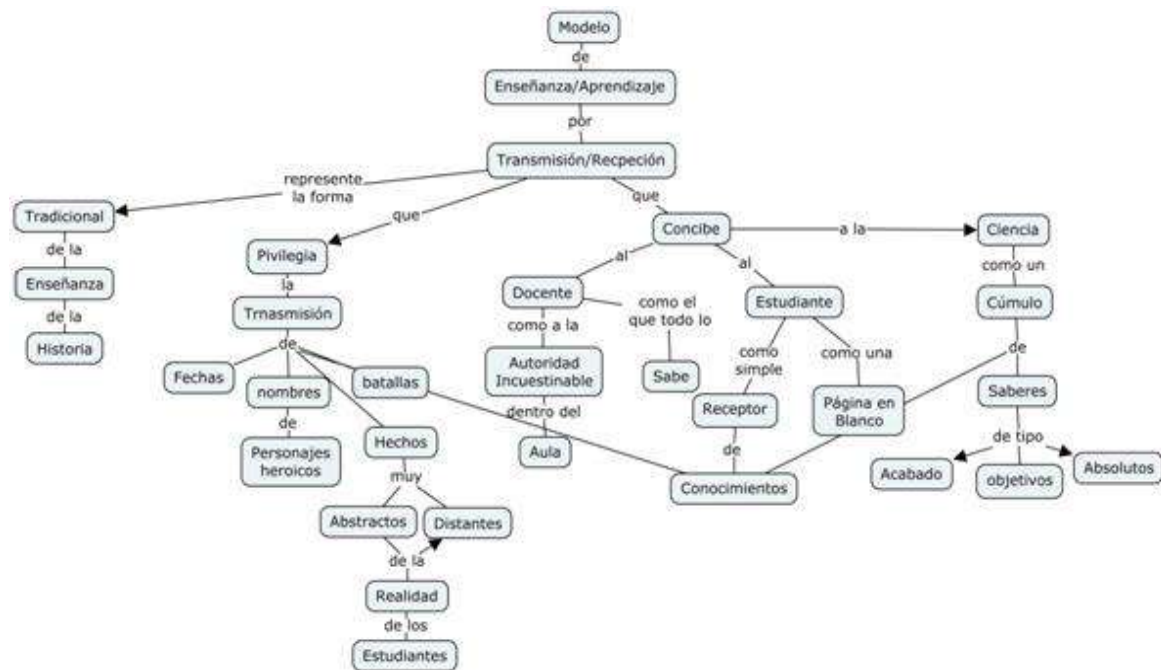 Modelo
de
Enseñanza/Aprendizaje
por
Transmisión/Recpeción
represente
la forma
que
que
Tradicional
de la
Enseñanza
de la
Historia
Pivilegia
la
Trnasmisión
de
Fechas
nombres
batallas
de
Personajes
heroicos
Hechos
muy
Abstractos
Distantes
de la
Realidad
de los
Estudiantes
Concibe
a la
Ciencia
al
al
Docente
como a la
Autoridad
Incuestinable
dentro del
Aula
como el
que todo lo
Sabe
Estudiante
como
simple
Receptor
de
como una
Página en
Blanco
Conocimientos
como un
Cúmulo
de
Saberes
de tipo
Acabado
objetivos
Absolutos